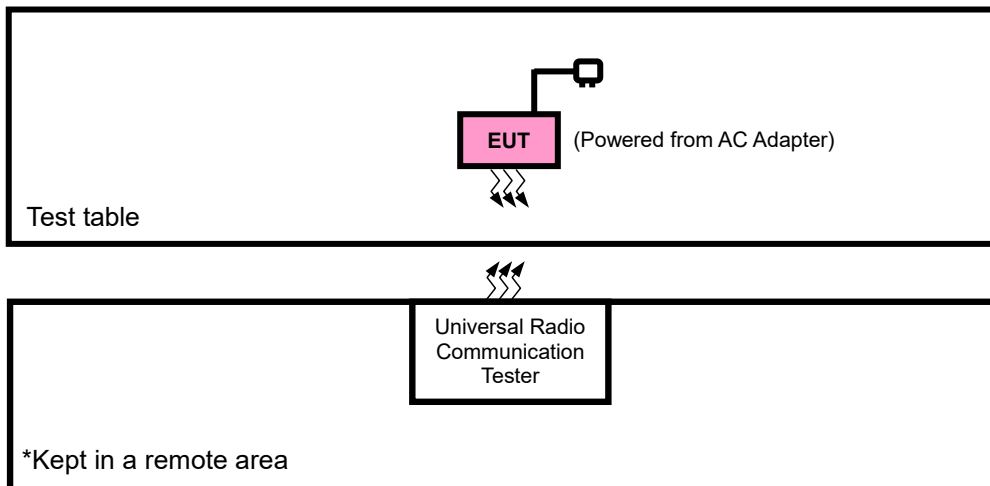 EUT
(Powered from AC Adapter)
Test table
Universal Radio
Communication
Tester
*Kept in a remote area